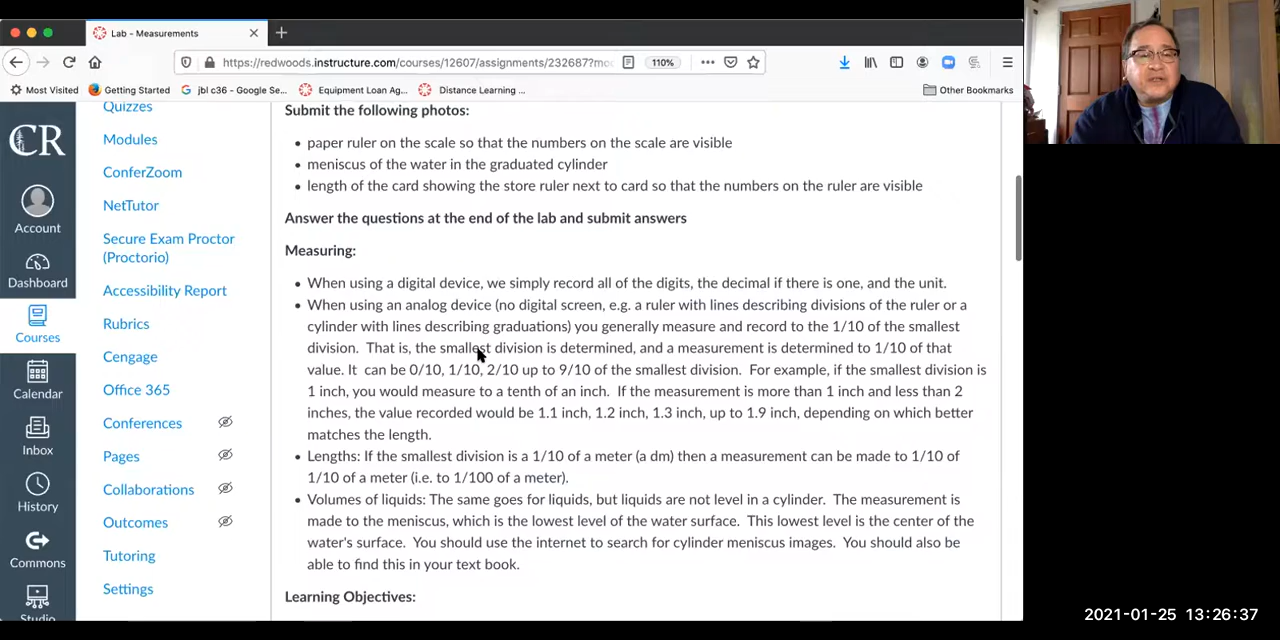 Lab - Measurements
https://redwoods.instructure.com/courses/12607/assignments/232687?mo
110%
Most Visited
Getting Started
jbl c36 - Google Se...
Equipment Loan Ag...
Distance Learning ...
Other Bookmarks
CR
Account
Dashboard
Courses
Calendar
Inbox
History
Commons
Studio
Quizzes
Modules
ConferZoom
NetTutor
Secure Exam Proctor
(Proctorio)
Accessibility Report
Rubrics
Cengage
Office 365
Conferences
Pages
Collaborations
Outcomes
Tutoring
Settings
Submit the following photos:
• paper ruler on the scale so that the numbers on the scale are visible
• meniscus of the water in the graduated cylinder
• length of the card showing the store ruler next to card so that the numbers on the ruler are visible
Answer the questions at the end of the lab and submit answers
Measuring:
• When using a digital device, we simply record all of the digits, the decimal if there is one, and the unit.
• When using an analog device (no digital screen, e.g. a ruler with lines describing divisions of the ruler or a
cylinder with lines describing graduations) you generally measure and record to the 1/10 of the smallest
division.  That is, the smallest division is determined, and a measurement is determined to 1/10 of that
value. It  can be 0/10, 1/10, 2/10 up to 9/10 of the smallest division.  For example, if the smallest division is
1 inch, you would measure to a tenth of an inch.  If the measurement is more than 1 inch and less than 2
inches, the value recorded would be 1.1 inch, 1.2 inch, 1.3 inch, up to 1.9 inch, depending on which better
matches the length.
• Lengths: If the smallest division is a 1/10 of a meter (a dm) then a measurement can be made to 1/10 of
1/10 of a meter (i.e. to 1/100 of a meter).
• Volumes of liquids: The same goes for liquids, but liquids are not level in a cylinder.  The measurement is
made to the meniscus, which is the lowest level of the water surface.  This lowest level is the center of the
water's surface.  You should use the internet to search for cylinder meniscus images.  You should also be
able to find this in your text book.
Learning Objectives:
2021-01-25 13:26:37